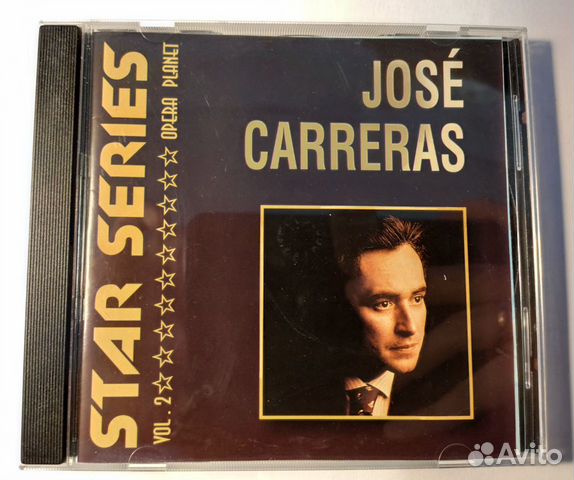 STAR SERIES
VOL. 2 ☆☆☆☆☆☆☆☆☆☆☆☆ OPERA PLANET
JOSÉ
CARRERAS
Avito